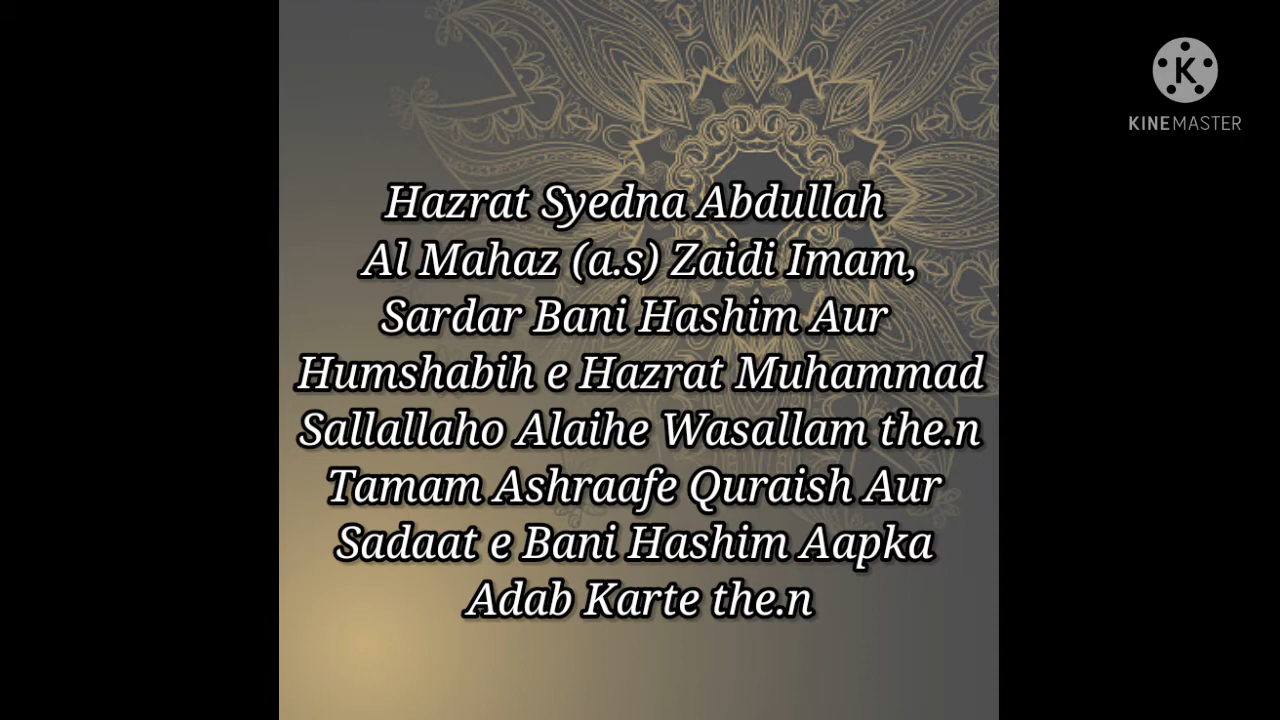 Hazrat Syedna Abdullah
Al Mahaz (a.s) Zaidi Imam,
Sardar Bani Hashim Aur
Humshabih e Hazrat Muhammad
Sallallaho Alaihe Wasallam the.n
Tamam Ashraafe Quraish Aur
Sadaat e Bani Hashim Aapka
Adab Karte the.n
K
KINEMASTER